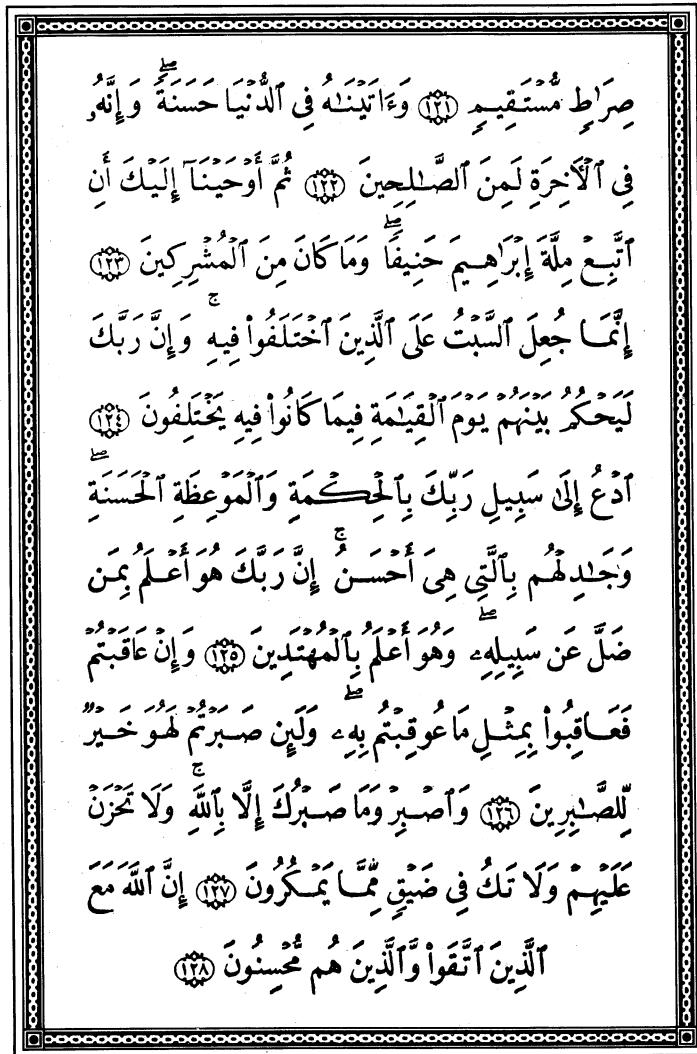 صِرَٰطٍ مُّسْتَقِيمٍ ١٢١ وَءَاتَيْنَٰهُ فِى ٱلدُّنْيَا حَسَنَةً ۖ وَإِنَّهُۥ
فِى ٱلْأَخِرَةِ لَمِنَ ٱلصَّٰلِحِينَ ١٢٢ ثُمَّ أَوْحَيْنَآ إِلَيْكَ أَنِ
ٱتَّبِعْ مِلَّةَ إِبْرَٰهِيمَ حَنِيفًا ۖ وَمَا كَانَ مِنَ ٱلْمُشْرِكِينَ ١٢٣
إِنَّمَا جُعِلَ ٱلسَّبْتُ عَلَى ٱلَّذِينَ ٱخْتَلَفُوا۟ فِيهِ ۚ وَإِنَّ رَبَّكَ
لَيَحْكُمُ بَيْنَهُمْ يَوْمَ ٱلْقِيَٰمَةِ فِيمَا كَانُوا۟ فِيهِ يَخْتَلِفُونَ ١٢٤
ٱدْعُ إِلَىٰ سَبِيلِ رَبِّكَ بِٱلْحِكْمَةِ وَٱلْمَوْعِظَةِ ٱلْحَسَنَةِ ۖ
وَجَٰدِلْهُم بِٱلَّتِى هِىَ أَحْسَنُ ۚ إِنَّ رَبَّكَ هُوَ أَعْلَمُ بِمَن
ضَلَّ عَن سَبِيلِهِۦ ۖ وَهُوَ أَعْلَمُ بِٱلْمُهْتَدِينَ ١٢٥ وَإِنْ عَاقَبْتُمْ
فَعَاقِبُوا۟ بِمِثْلِ مَا عُوقِبْتُم بِهِۦ ۖ وَلَئِن صَبَرْتُمْ لَهُوَ خَيْرٌ
لِّلصَّٰبِرِينَ ١٢٦ وَٱصْبِرْ وَمَا صَبْرُكَ إِلَّا بِٱللَّهِ ۚ وَلَا تَحْزَنْ
عَلَيْهِمْ وَلَا تَكُ فِى ضَيْقٍ مِّمَّا يَمْكُرُونَ ١٢٧ إِنَّ ٱللَّهَ مَعَ
ٱلَّذِينَ ٱتَّقَوا۟ وَّٱلَّذِينَ هُم مُّحْسِنُونَ ١٢٨